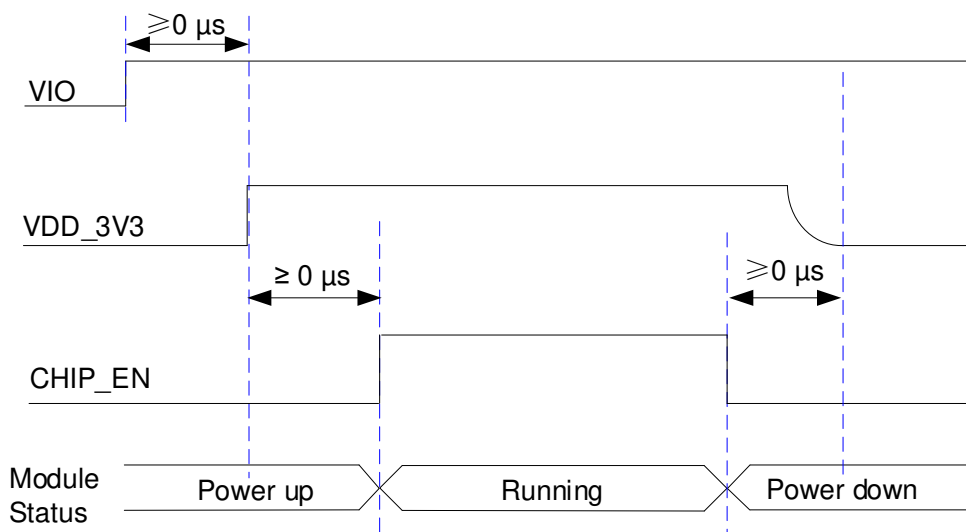 ⩾0 μs
VIO
VDD_3V3
≥ 0 μs
⩾0 μs
CHIP_EN
Module
Status
Power up
Running
Power down